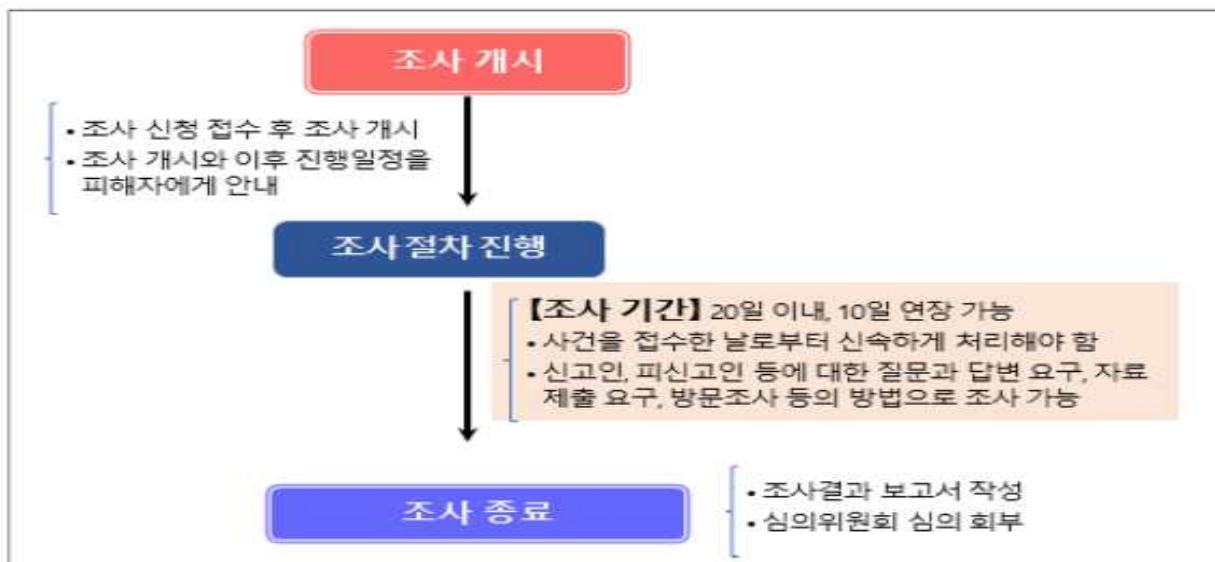 조사 개시
• 조사 신청 접수 후 조사 개시
• 조사 개시와 이후 진행일정을
피해자에게 안내
조사 절차 진행
【조사 기간】 20일 이내, 10일 연장 가능
• 사건을 접수한 날로부터 신속하게 처리해야 함
• 신고인, 피신고인 등에 대한 질문과 답변 요구, 자료
제출 요구, 방문조사 등의 방법으로 조사 가능
조사 종료
• 조사결과 보고서 작성
• 심의위원회 심의 회부